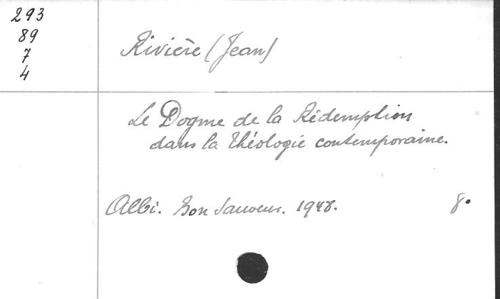 293
89
7
4
Rivière (Jean)
Le Dogme de la Rédemption
dans la théologie contemporaine.
Albi. Bon Sauveur. 1948. 8°